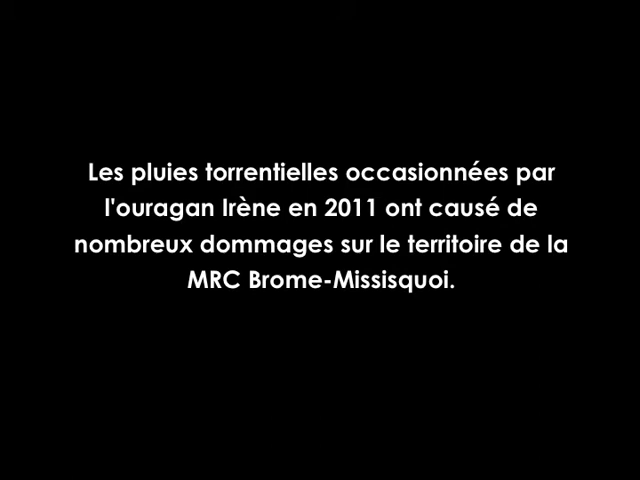 Les pluies torrentielles occasionnées par
l'ouragan Irène en 2011 ont causé de
nombreux dommages sur le territoire de la
MRC Brome-Missisquoi.